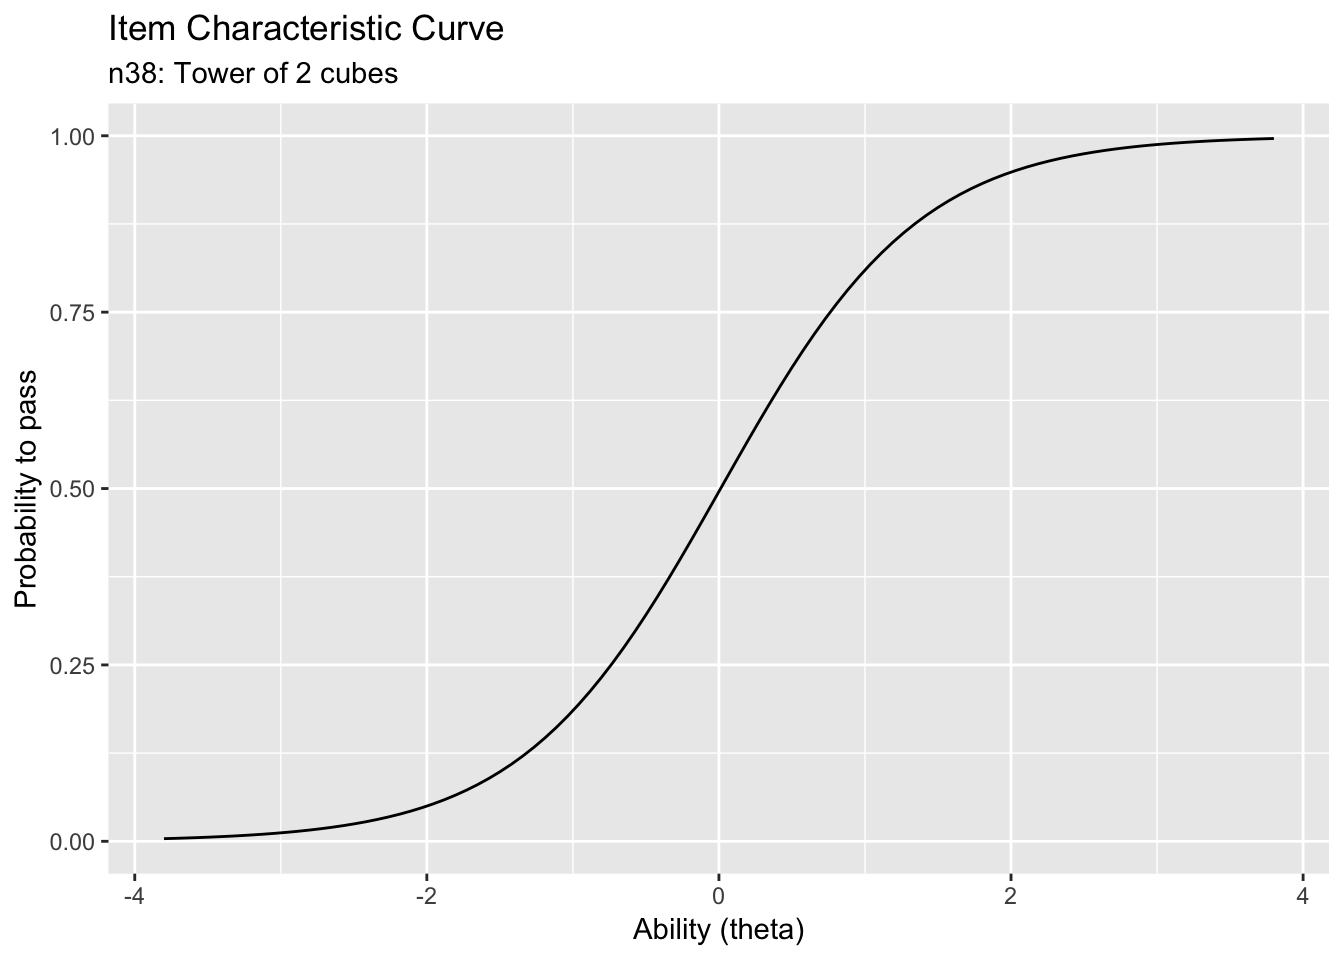 Item Characteristic Curve
n38: Tower of 2 cubes
1.00
0.75
0.50
0.25
0.00
Probability to pass
-4
-2
0
2
4
Ability (theta)